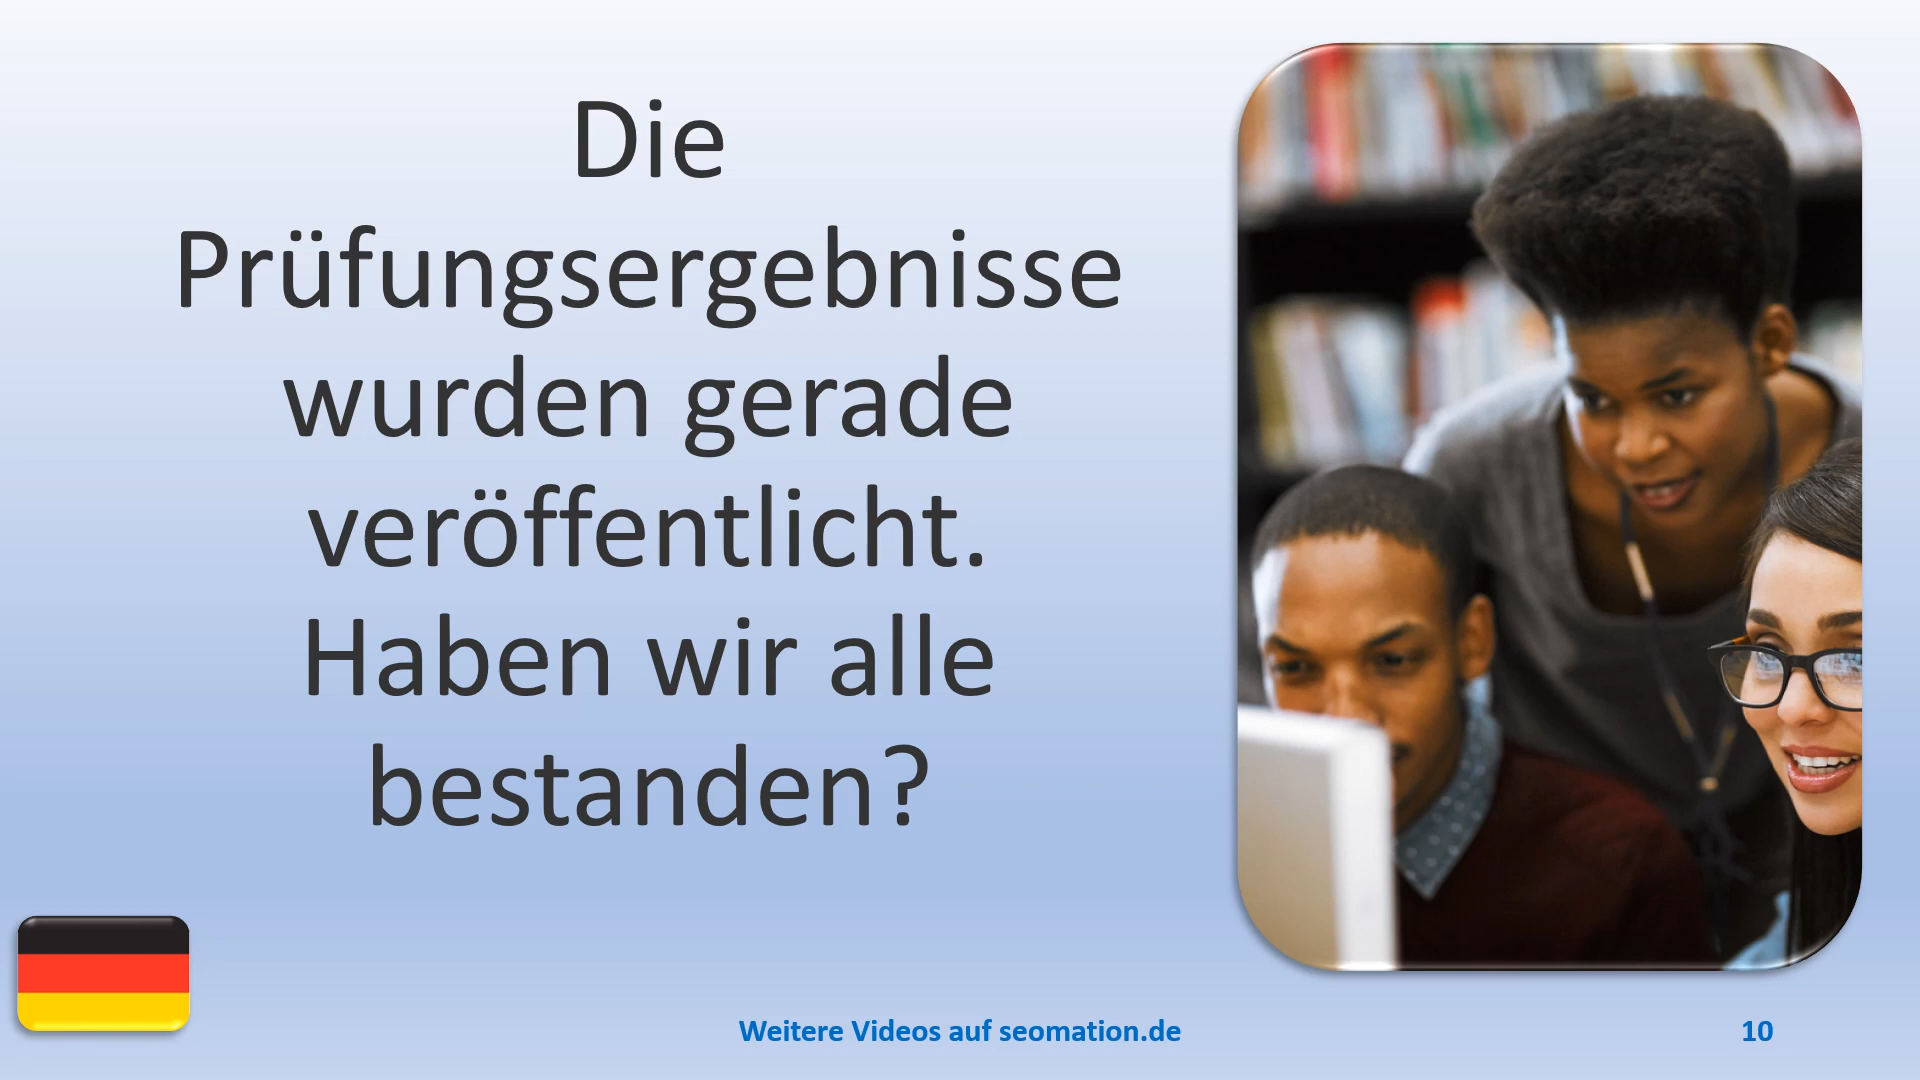 Die
Prüfungsergebnisse
wurden gerade
veröffentlicht.
Haben wir alle
bestanden?
Weitere Videos auf seomation.de
10